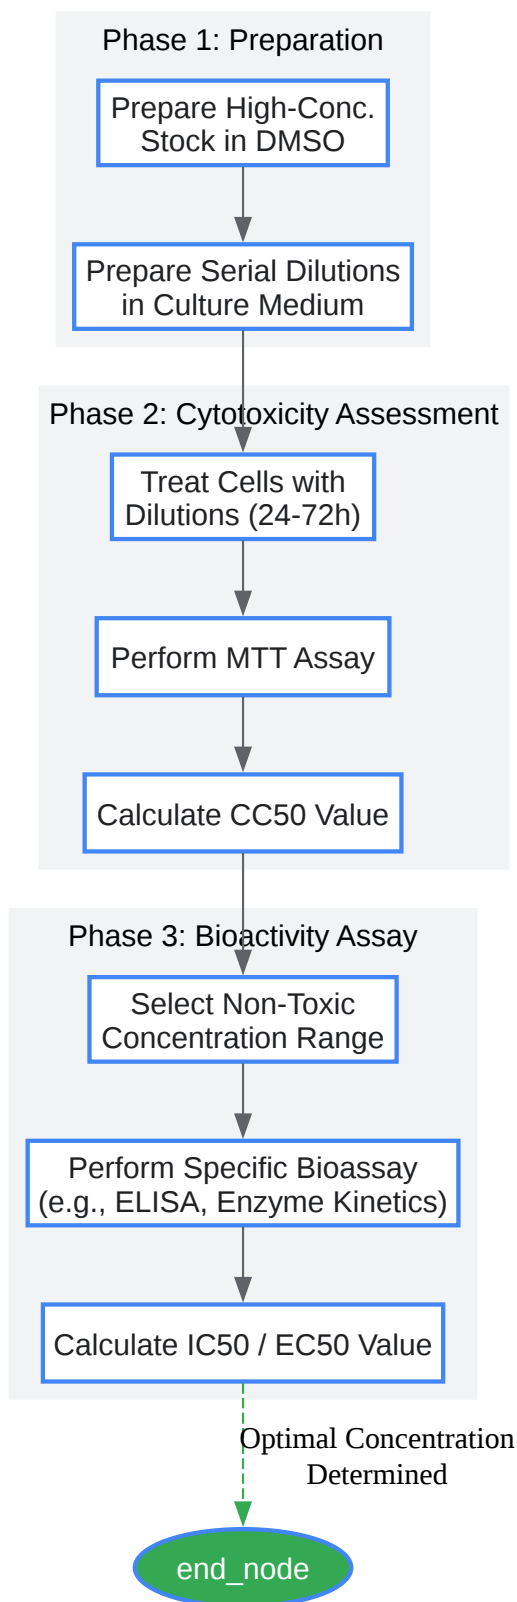 Phase 1: Preparation
Prepare High-Conc.
Stock in DMSO
Prepare Serial Dilutions
in Culture Medium
Phase 2: Cytotoxicity Assessment
Treat Cells with
Dilutions (24-72h)
Perform MTT Assay
Calculate CC50 Value
Phase 3: Bioactivity Assay
Select Non-Toxic
Concentration Range
Perform Specific Bioassay
(e.g., ELISA, Enzyme Kinetics)
Calculate IC50 / EC50 Value
Optimal Concentration
Determined
end_node